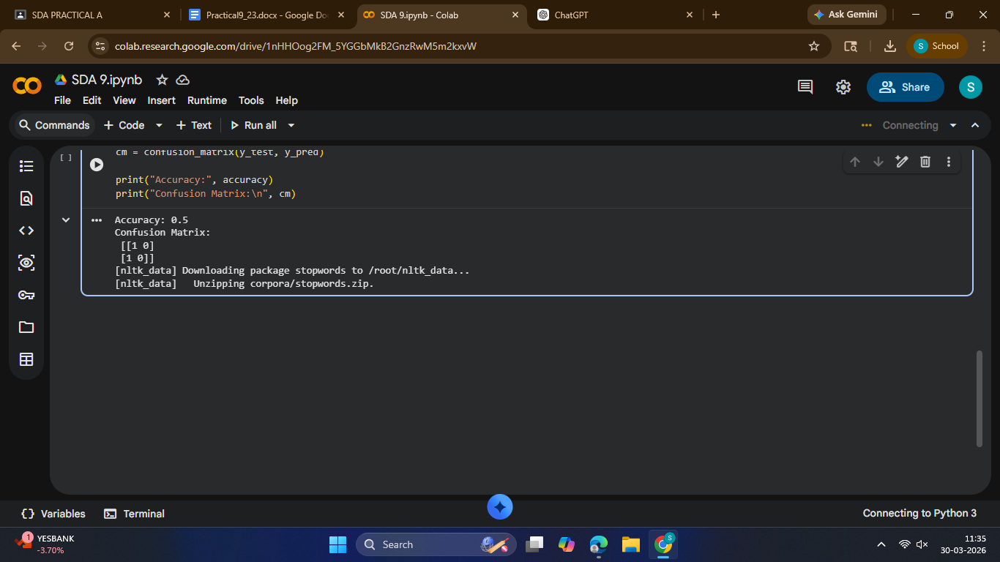 SDA PRACTICAL A
Practical9_23.docx - Google Do
SDA 9.ipynb - Colab
ChatGPT
Ask Gemini
colab.research.google.com/drive/1nHHOog2FM_5YGGbMkB2GnzRwM5m2kxvW
S School
SDA 9.ipynb
File Edit View Insert Runtime Tools Help
Share
S
Commands + Code + Text Run all
Connecting
[ ]
cm = confusion_matrix(y_test, y_pred)
print("Accuracy:", accuracy)
print("Confusion Matrix:\n", cm)
Accuracy: 0.5
Confusion Matrix:
[[1 0]
[1 0]]
[nltk_data] Downloading package stopwords to /root/nltk_data...
[nltk_data]   Unzipping corpora/stopwords.zip.
{} Variables
Terminal
Connecting to Python 3
1
YESBANK
-3.70%
Search
S
11:35
30-03-2026